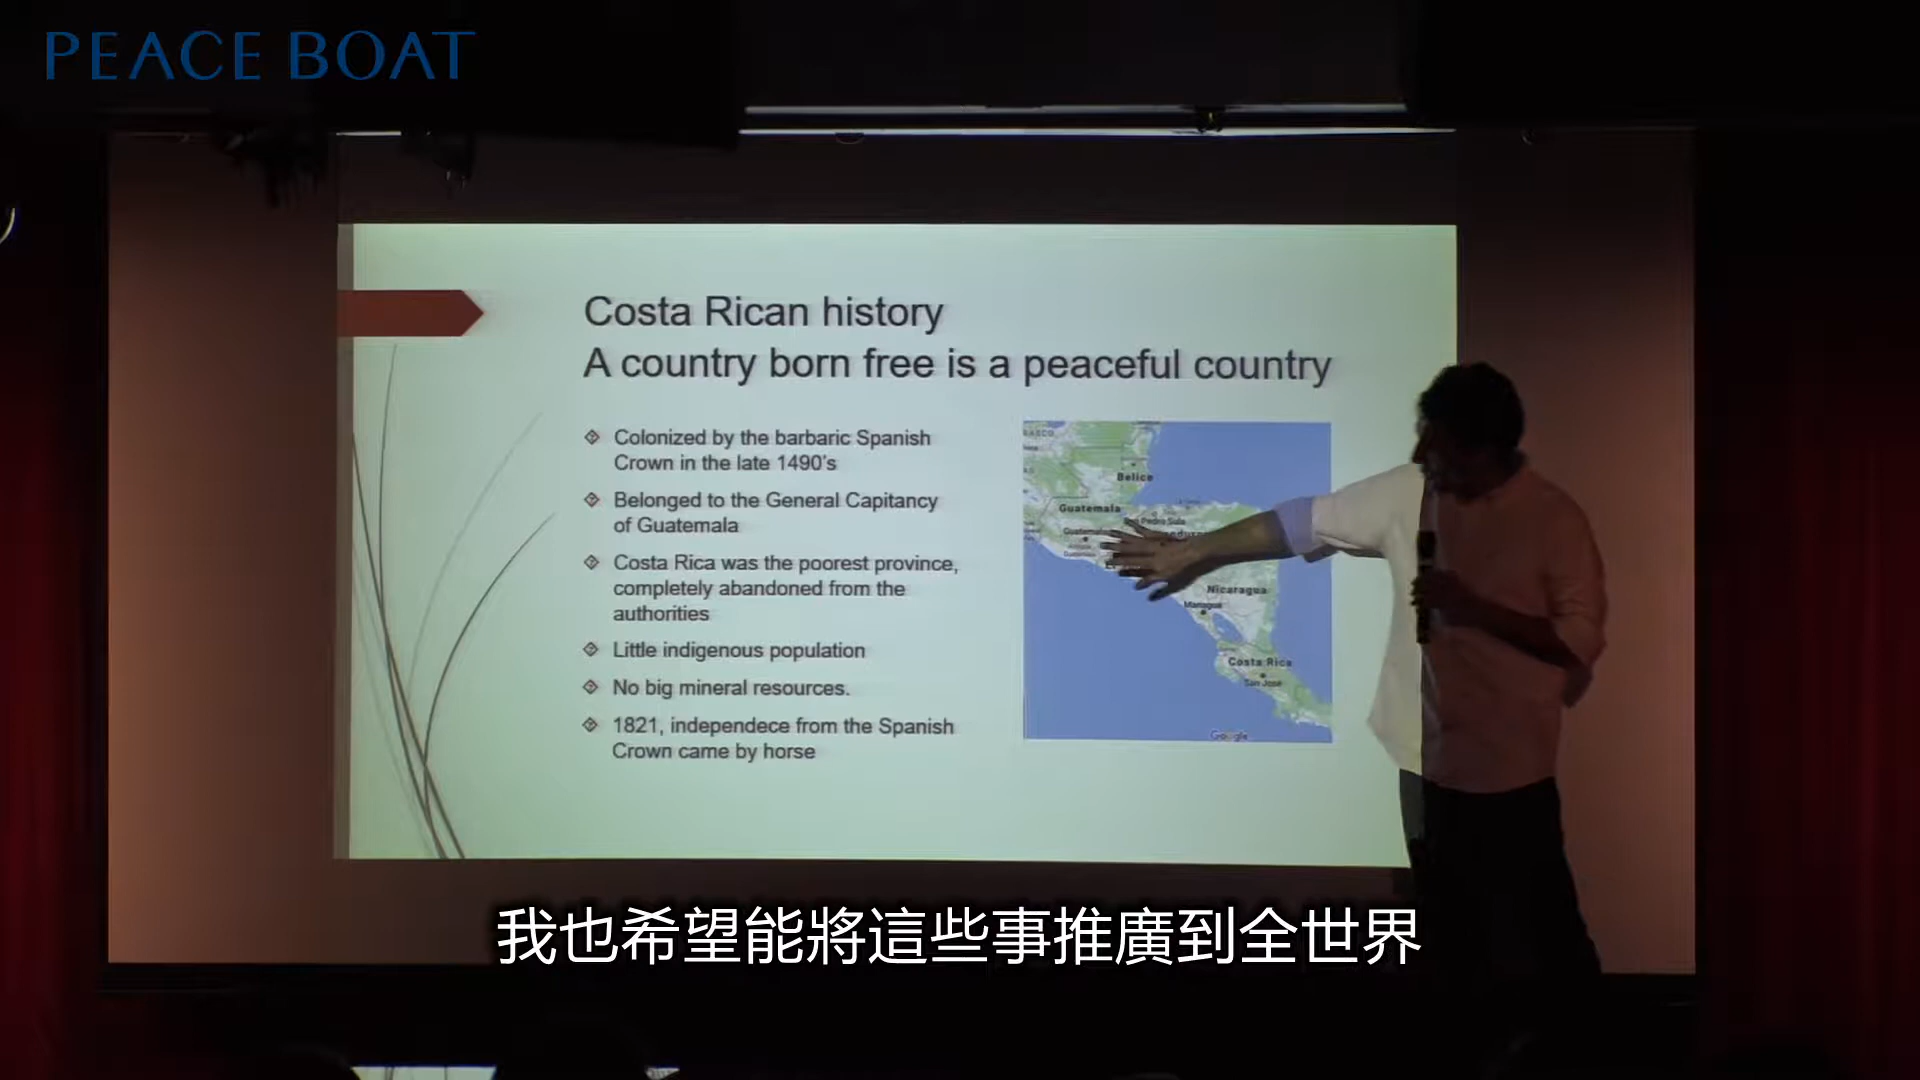 PEACE BOAT
Costa Rican history
A country born free is a peaceful country
Colonized by the barbaric Spanish
Crown in the late 1490's
Belonged to the General Capitancy
of Guatemala
Costa Rica was the poorest province,
completely abandoned from the
authorities
Little indigenous population
No big mineral resources.
1821, independece from the Spanish
Crown came by horse
Belice
Guatemala
San Pedro Sula
Guatemala
Nicaragua
Managua
Costa Rica
San José
Google
我也希望能將這些事推廣到全世界